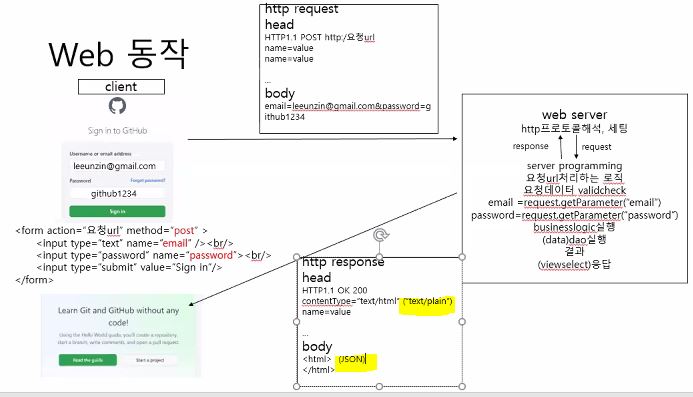 Web 동작
client
Sign in to GitHub
Username or email address
leeunzin@gmail.com
Password
Forgot password?
github1234
Sign in
<form action="요청url" method="post" >
<input type="text" name="email" /><br/>
<input type="password" name="password"><br/>
<input type="submit" value="Sign in"/>
</form>
Learn Git and GitHub without any
code!
Using the Hello World guide, you'll create a repository,
start a branch, write comments, and open a pull request.
Read the guide
Start a project
http request
head
HTTP1.1 POST http:/요청url
name=value
name=value
...
body
email=leeunzin@gmail.com&password=g
ithub1234
web server
http프로토콜해석, 세팅
response
request
server programming
요청url처리하는 로직
요청데이터 validcheck
email =request.getParameter("email")
password=request.getParameter("password")
businesslogic실행
(data)dao실행
결과
(viewselect)응답
http response
head
HTTP1.1 OK 200
contentType="text/html" ("text/plain")
name=value
...
body
<html> (JSON)
</html>